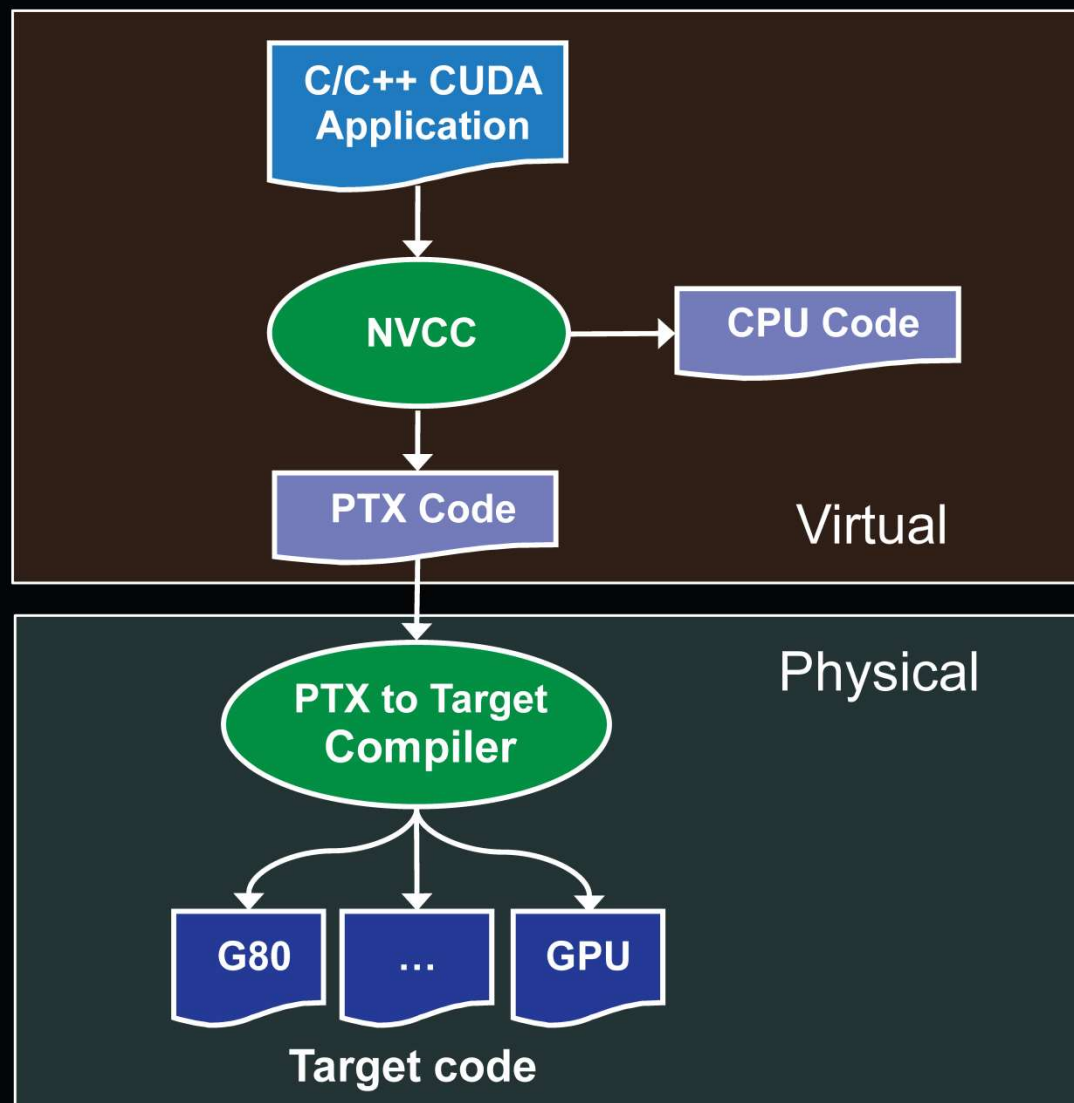 C/C++ CUDA
Application
NVCC
CPU Code
PTX Code
Virtual
Physical
PTX to Target
Compiler
G80
...
GPU
Target code